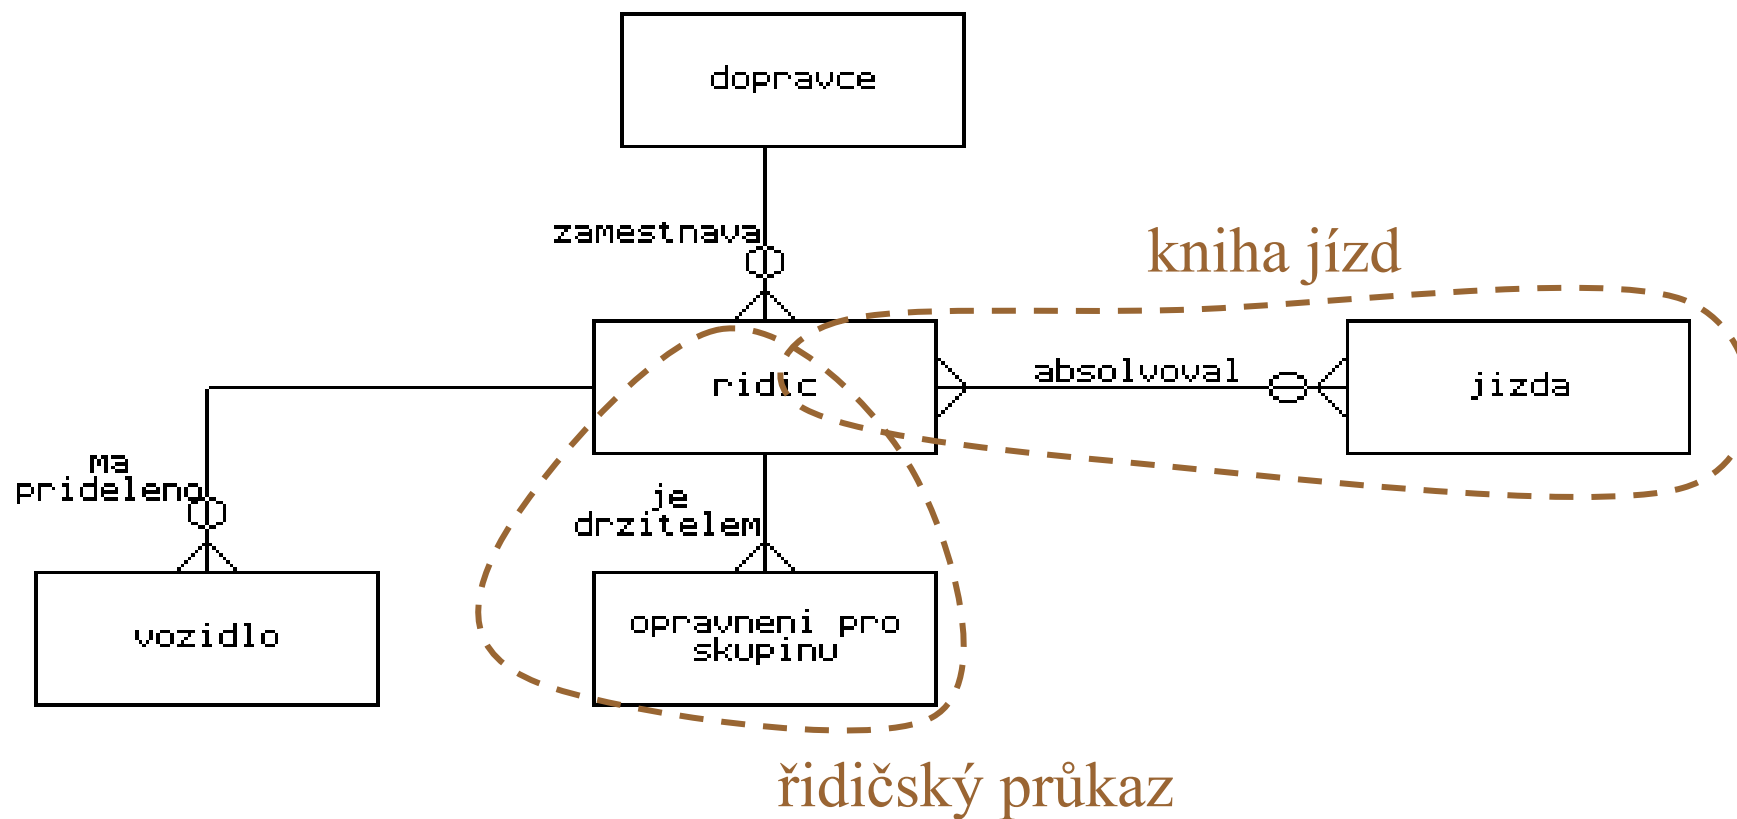 dopravce
zamestnava
kniha jízd
ridic
absolvoval
jizda
ma
prideleno
je
drzitelem
vozidlo
opravneni pro
skupinu
řidičský průkaz